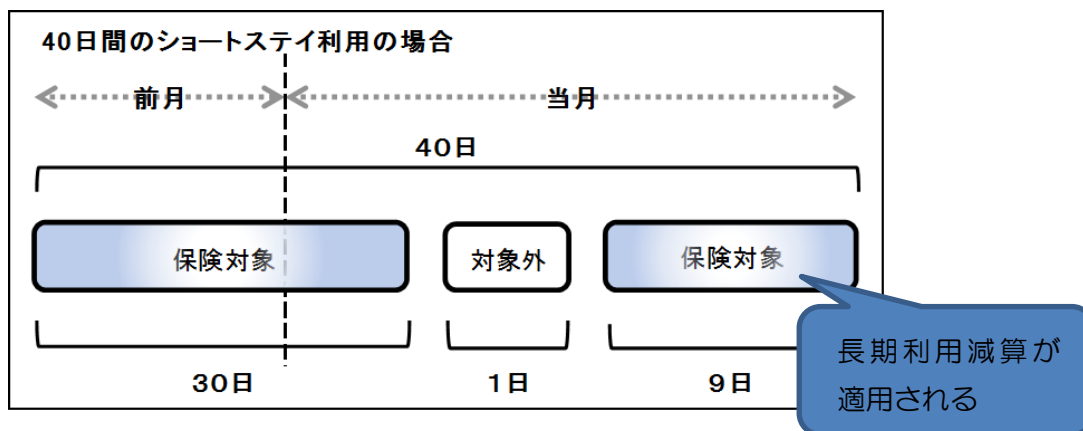 40日間のショートステイ利用の場合
前月
当月
40日
保険対象
対象外
保険対象
30日
1日
9日
長期利用減算が
適用される